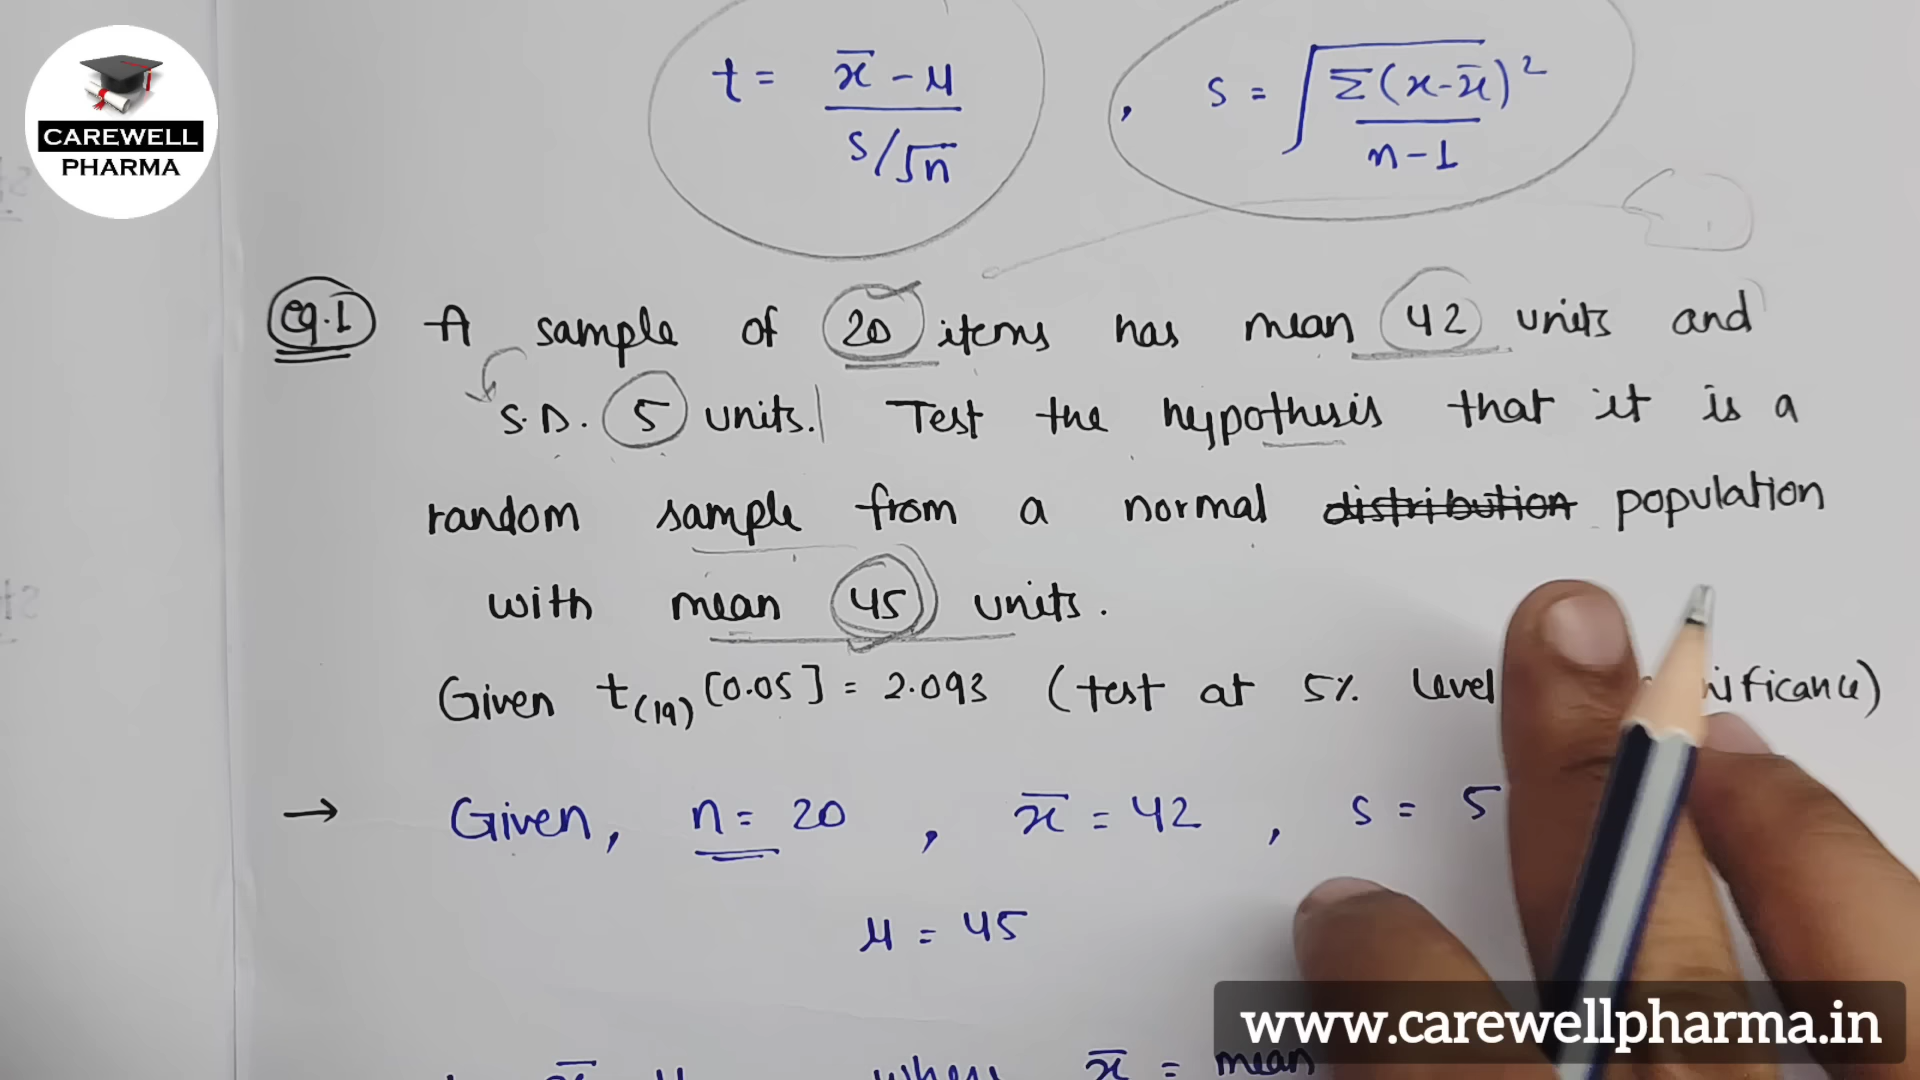 CAREWELL
PHARMA
t = x̄ - μ / s/√n , s = √Σ(x-x̄)² / n-1
eg.1 A sample of 20 items has mean 42 units and
S.D. 5 units. Test the hypothesis that it is a
random sample from a normal distribution population
with mean 45 units.
Given t(19) [0.05] = 2.093 (test at 5% level
→ Given, n = 20 , x̄ = 42 , s = 5
μ = 45
x̄ = mean
www.carewellpharma.in